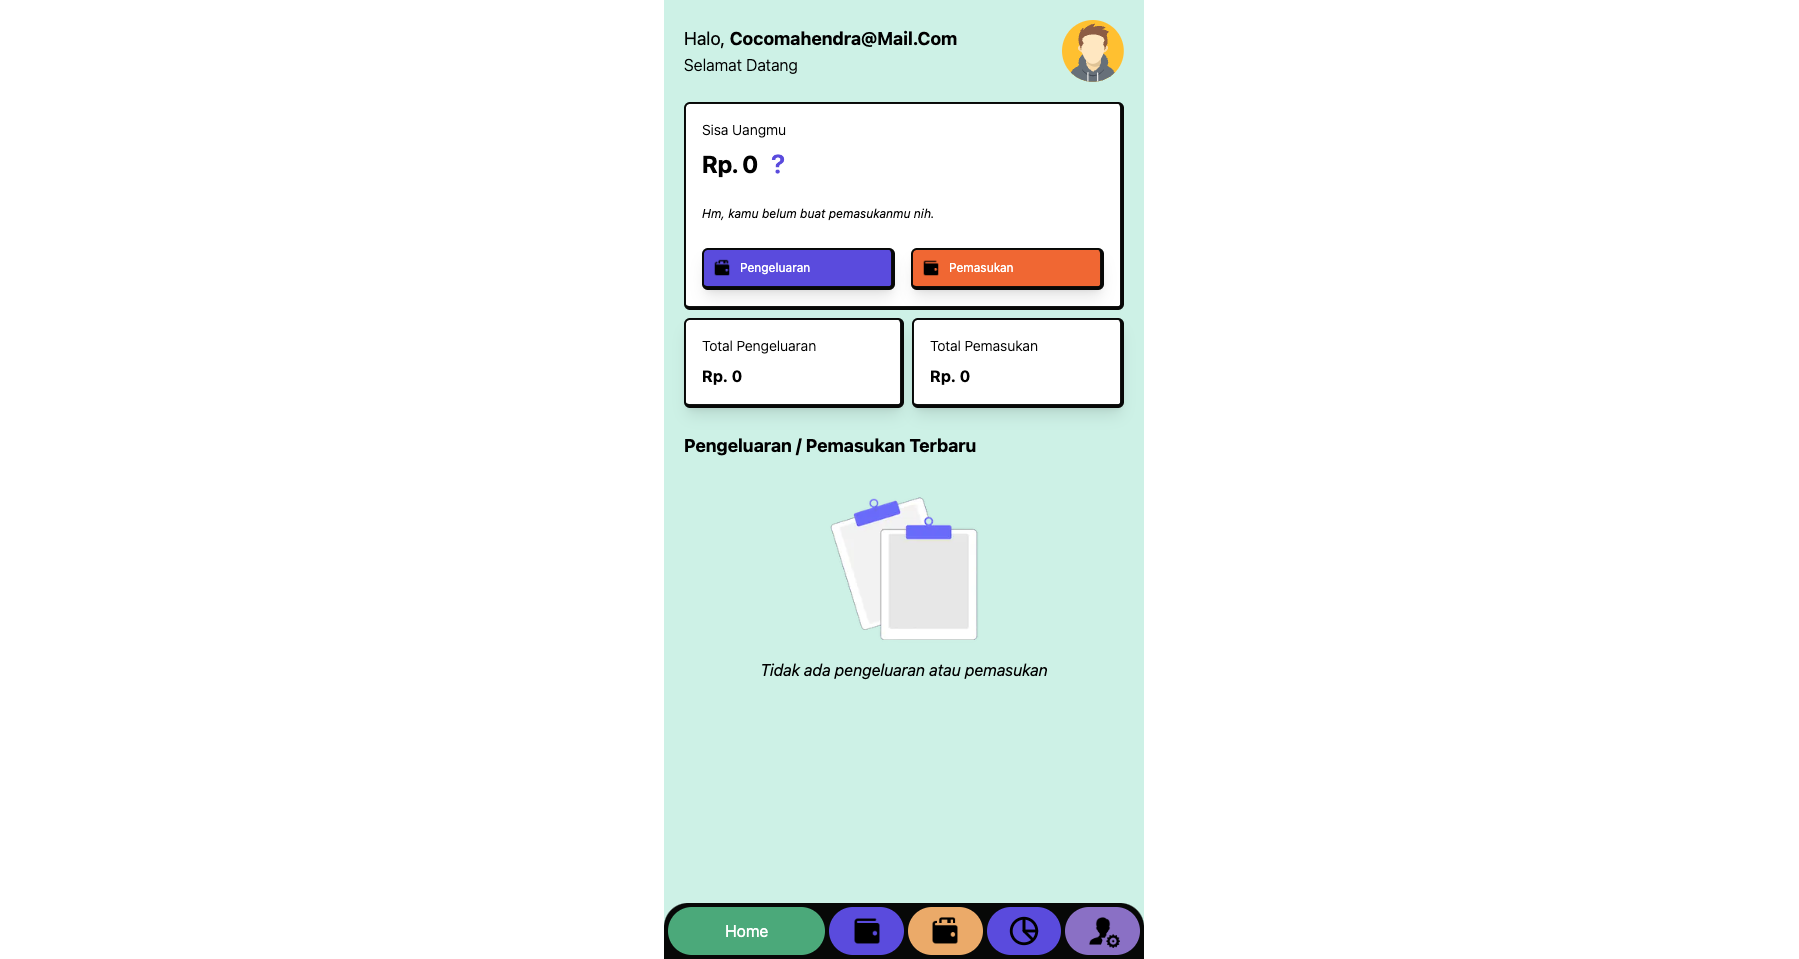 Halo, Cocomahendra@Mail.Com
Selamat Datang
Sisa Uangmu
Rp. 0 ?
Hm, kamu belum buat pemasukanmu nih.
Pengeluaran
Pemasukan
Total Pengeluaran
Rp. 0
Total Pemasukan
Rp. 0
Pengeluaran / Pemasukan Terbaru
Tidak ada pengeluaran atau pemasukan
Home